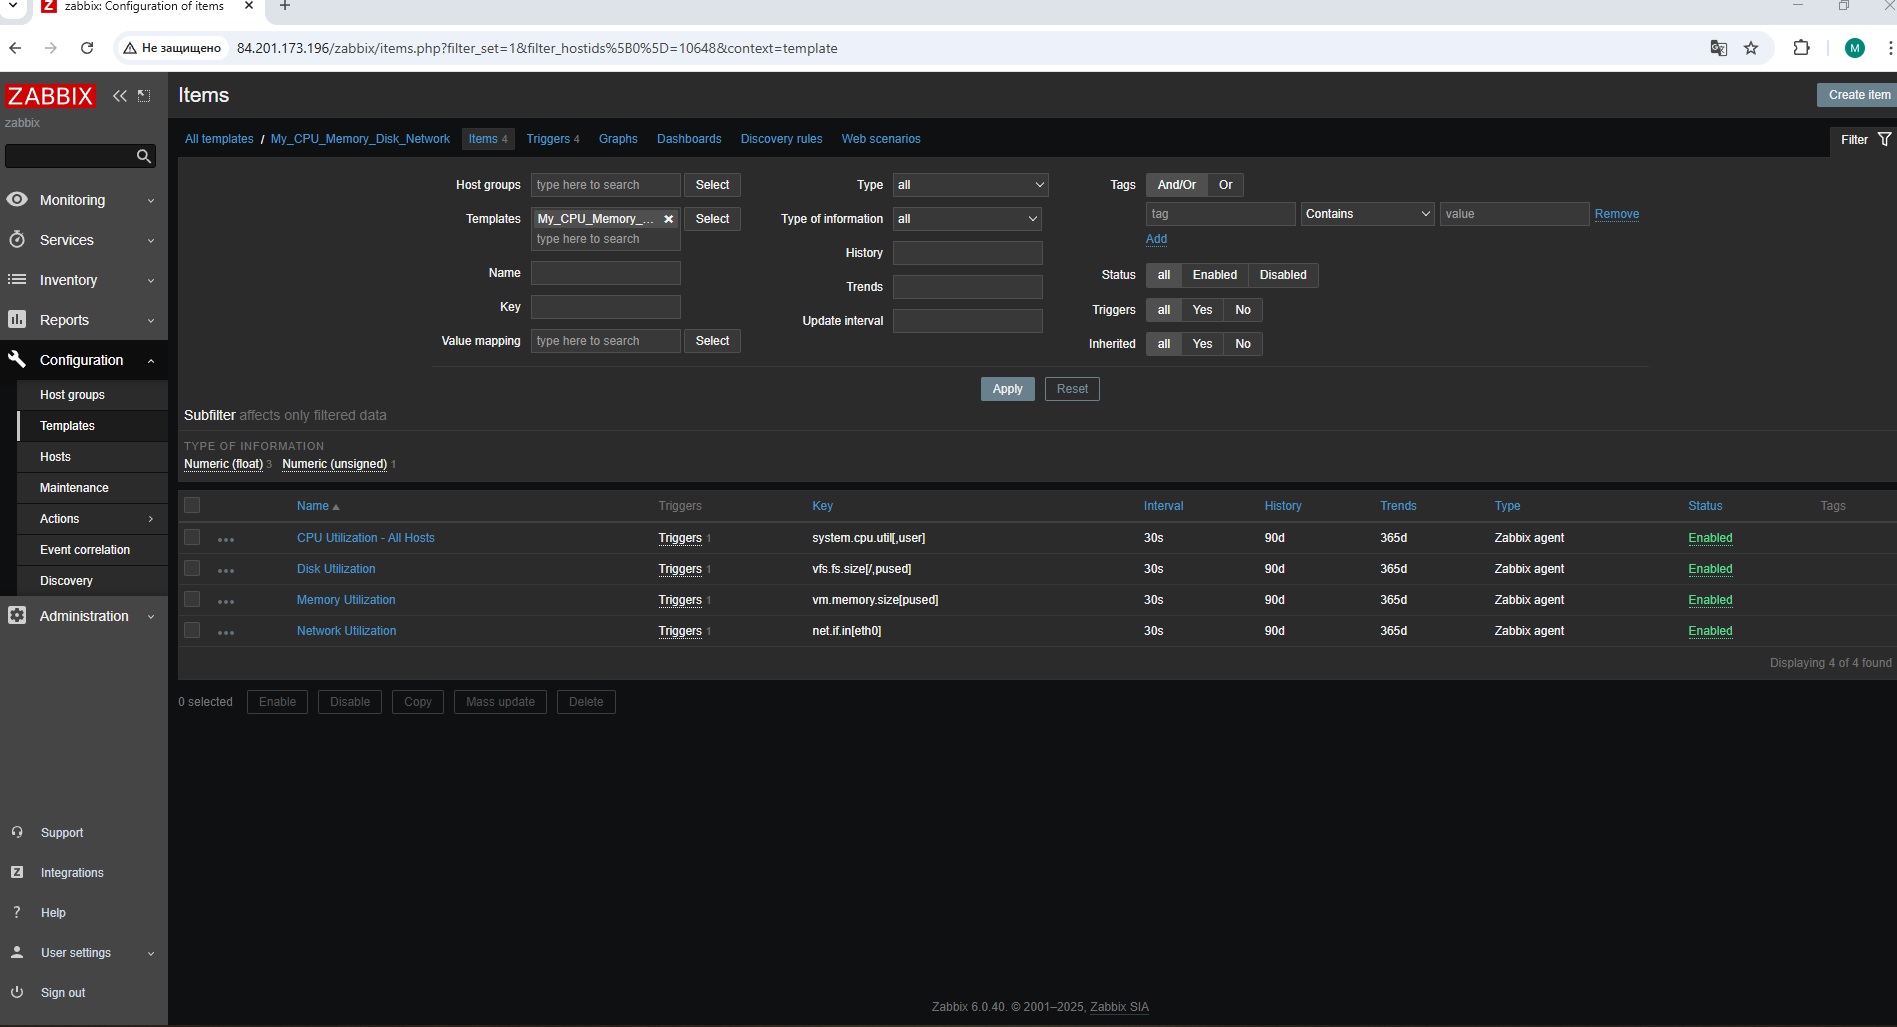 zabbix: Configuration of items
Не защищено 84.201.173.196/zabbix/items.php?filter_set=1&filter_hostids%5B0%5D=10648&context=template
M
ZABBIX
zabbix
Monitoring
Services
Inventory
Reports
Configuration
Host groups
Templates
Hosts
Maintenance
Actions
Event correlation
Discovery
Administration
Support
Integrations
Help
User settings
Sign out
Items
Create item
All templates / My_CPU_Memory_Disk_Network Items 4 Triggers 4 Graphs Dashboards Discovery rules Web scenarios
Filter
Host groups type here to search Select
Templates My_CPU_Memory_... Select
type here to search
Name
Key
Value mapping type here to search Select
Type all
Type of information all
History
Trends
Update interval
Tags And/Or Or
tag Contains value Remove
Add
Status all Enabled Disabled
Triggers all Yes No
Inherited all Yes No
Apply Reset
Subfilter affects only filtered data
TYPE OF INFORMATION
Numeric (float) 3 Numeric (unsigned) 1
Name Triggers Key Interval History Trends Type Status Tags
CPU Utilization - All Hosts Triggers 1 system.cpu.util[,user] 30s 90d 365d Zabbix agent Enabled
Disk Utilization Triggers 1 vfs.fs.size[/,pused] 30s 90d 365d Zabbix agent Enabled
Memory Utilization Triggers 1 vm.memory.size[pused] 30s 90d 365d Zabbix agent Enabled
Network Utilization Triggers 1 net.if.in[eth0] 30s 90d 365d Zabbix agent Enabled
Displaying 4 of 4 found
0 selected Enable Disable Copy Mass update Delete
Zabbix 6.0.40. © 2001–2025, Zabbix SIA